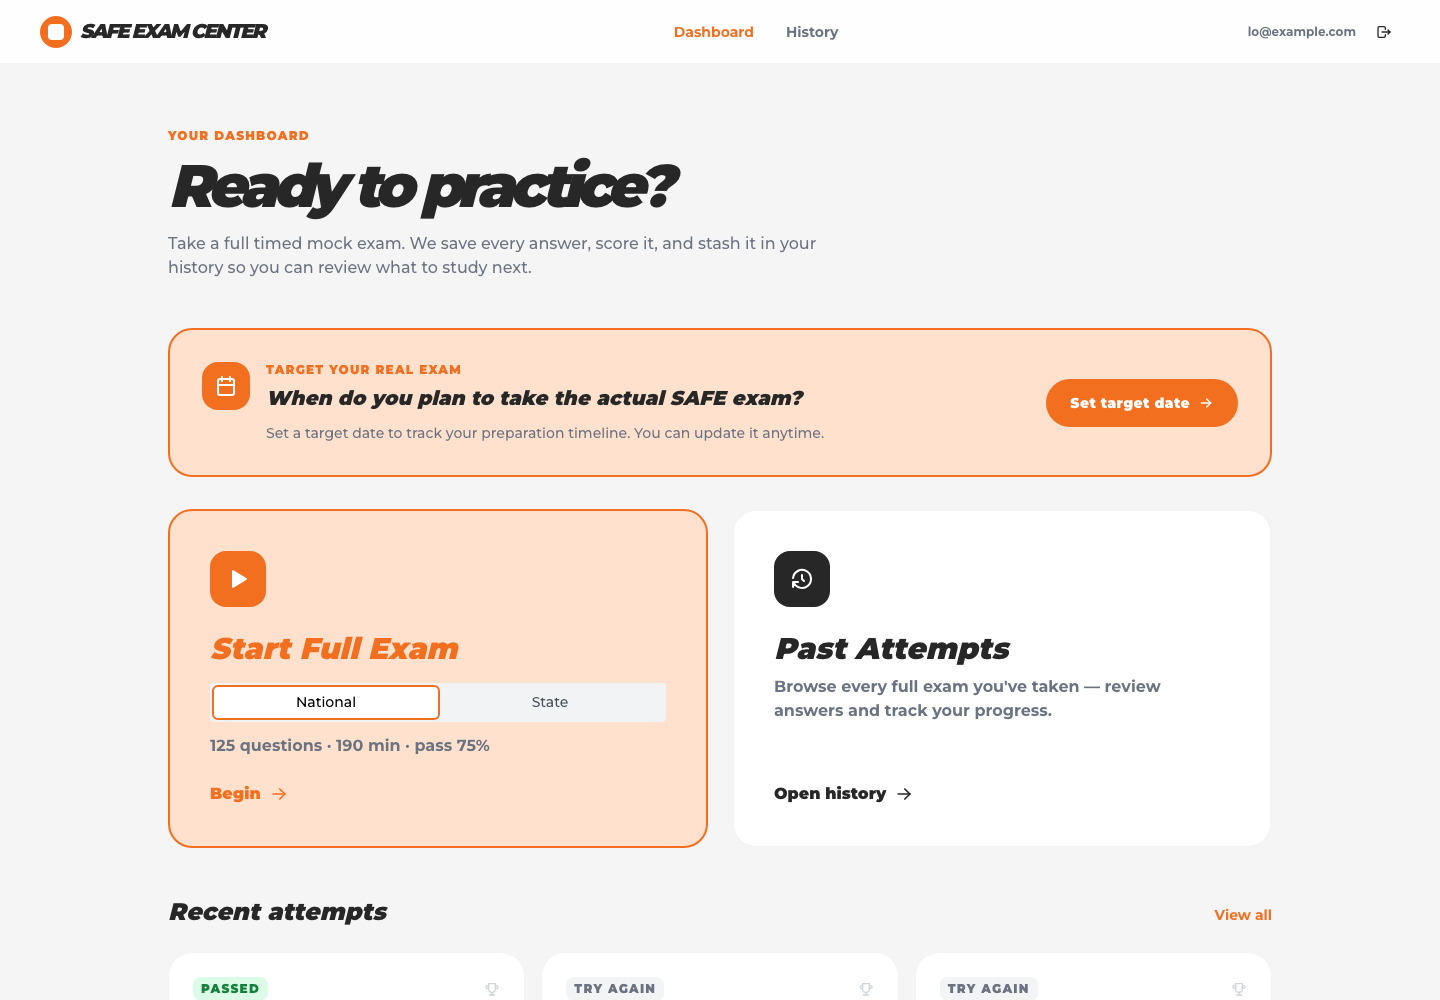 SAFE EXAM CENTER
Dashboard
History
lo@example.com
YOUR DASHBOARD
Ready to practice?
Take a full timed mock exam. We save every answer, score it, and stash it in your
history so you can review what to study next.
TARGET YOUR REAL EXAM
When do you plan to take the actual SAFE exam?
Set a target date to track your preparation timeline. You can update it anytime.
Set target date
Start Full Exam
National
State
125 questions · 190 min · pass 75%
Begin
Past Attempts
Browse every full exam you've taken — review
answers and track your progress.
Open history
Recent attempts
View all
PASSED
TRY AGAIN
TRY AGAIN